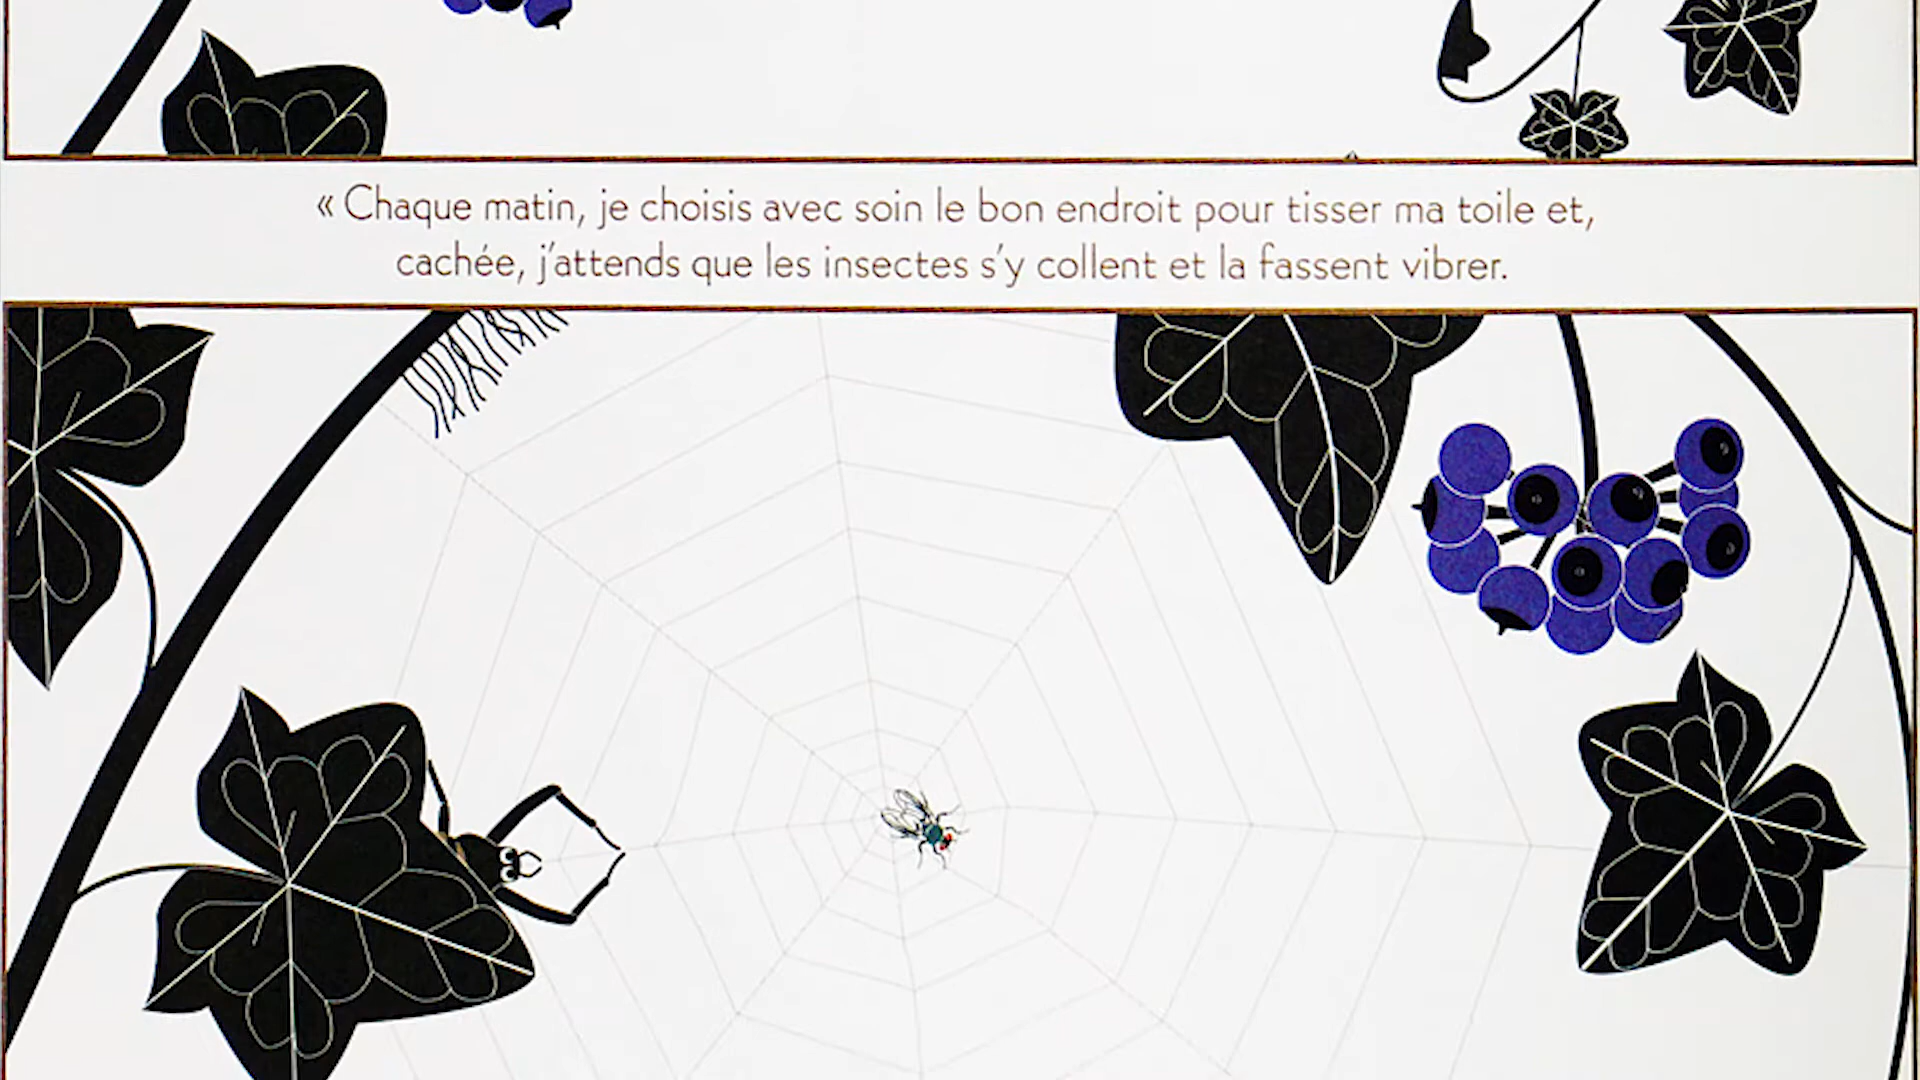 « Chaque matin, je choisis avec soin le bon endroit pour tisser ma toile et,
cachée, j'attends que les insectes s'y collent et la fassent vibrer.